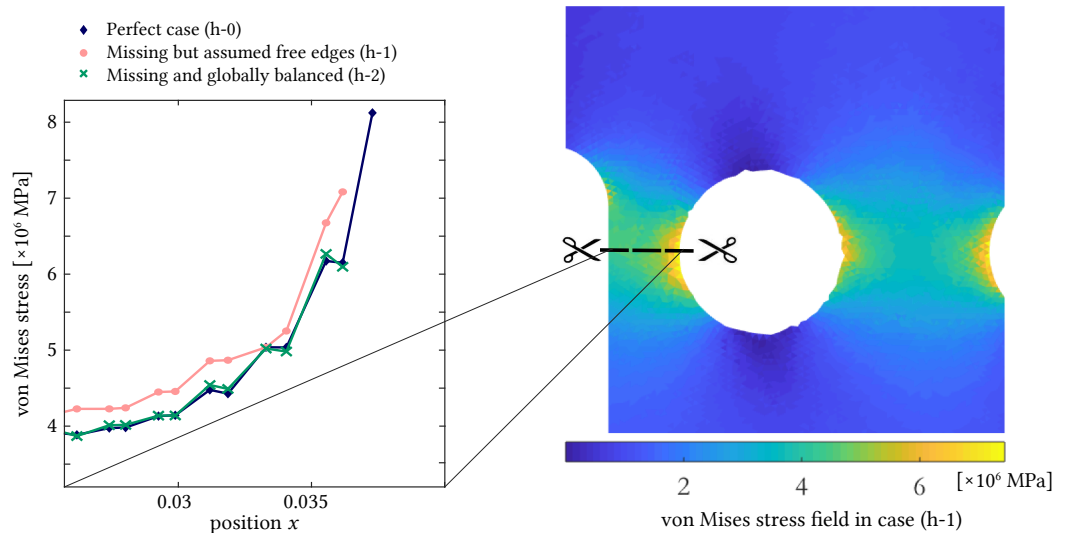 Perfect case (h-0)
Missing but assumed free edges (h-1)
Missing and globally balanced (h-2)
von Mises stress [×10⁶ MPa]
8
7
6
5
4
0.03
0.035
position x
2
4
6
[×10⁶ MPa]
von Mises stress field in case (h-1)